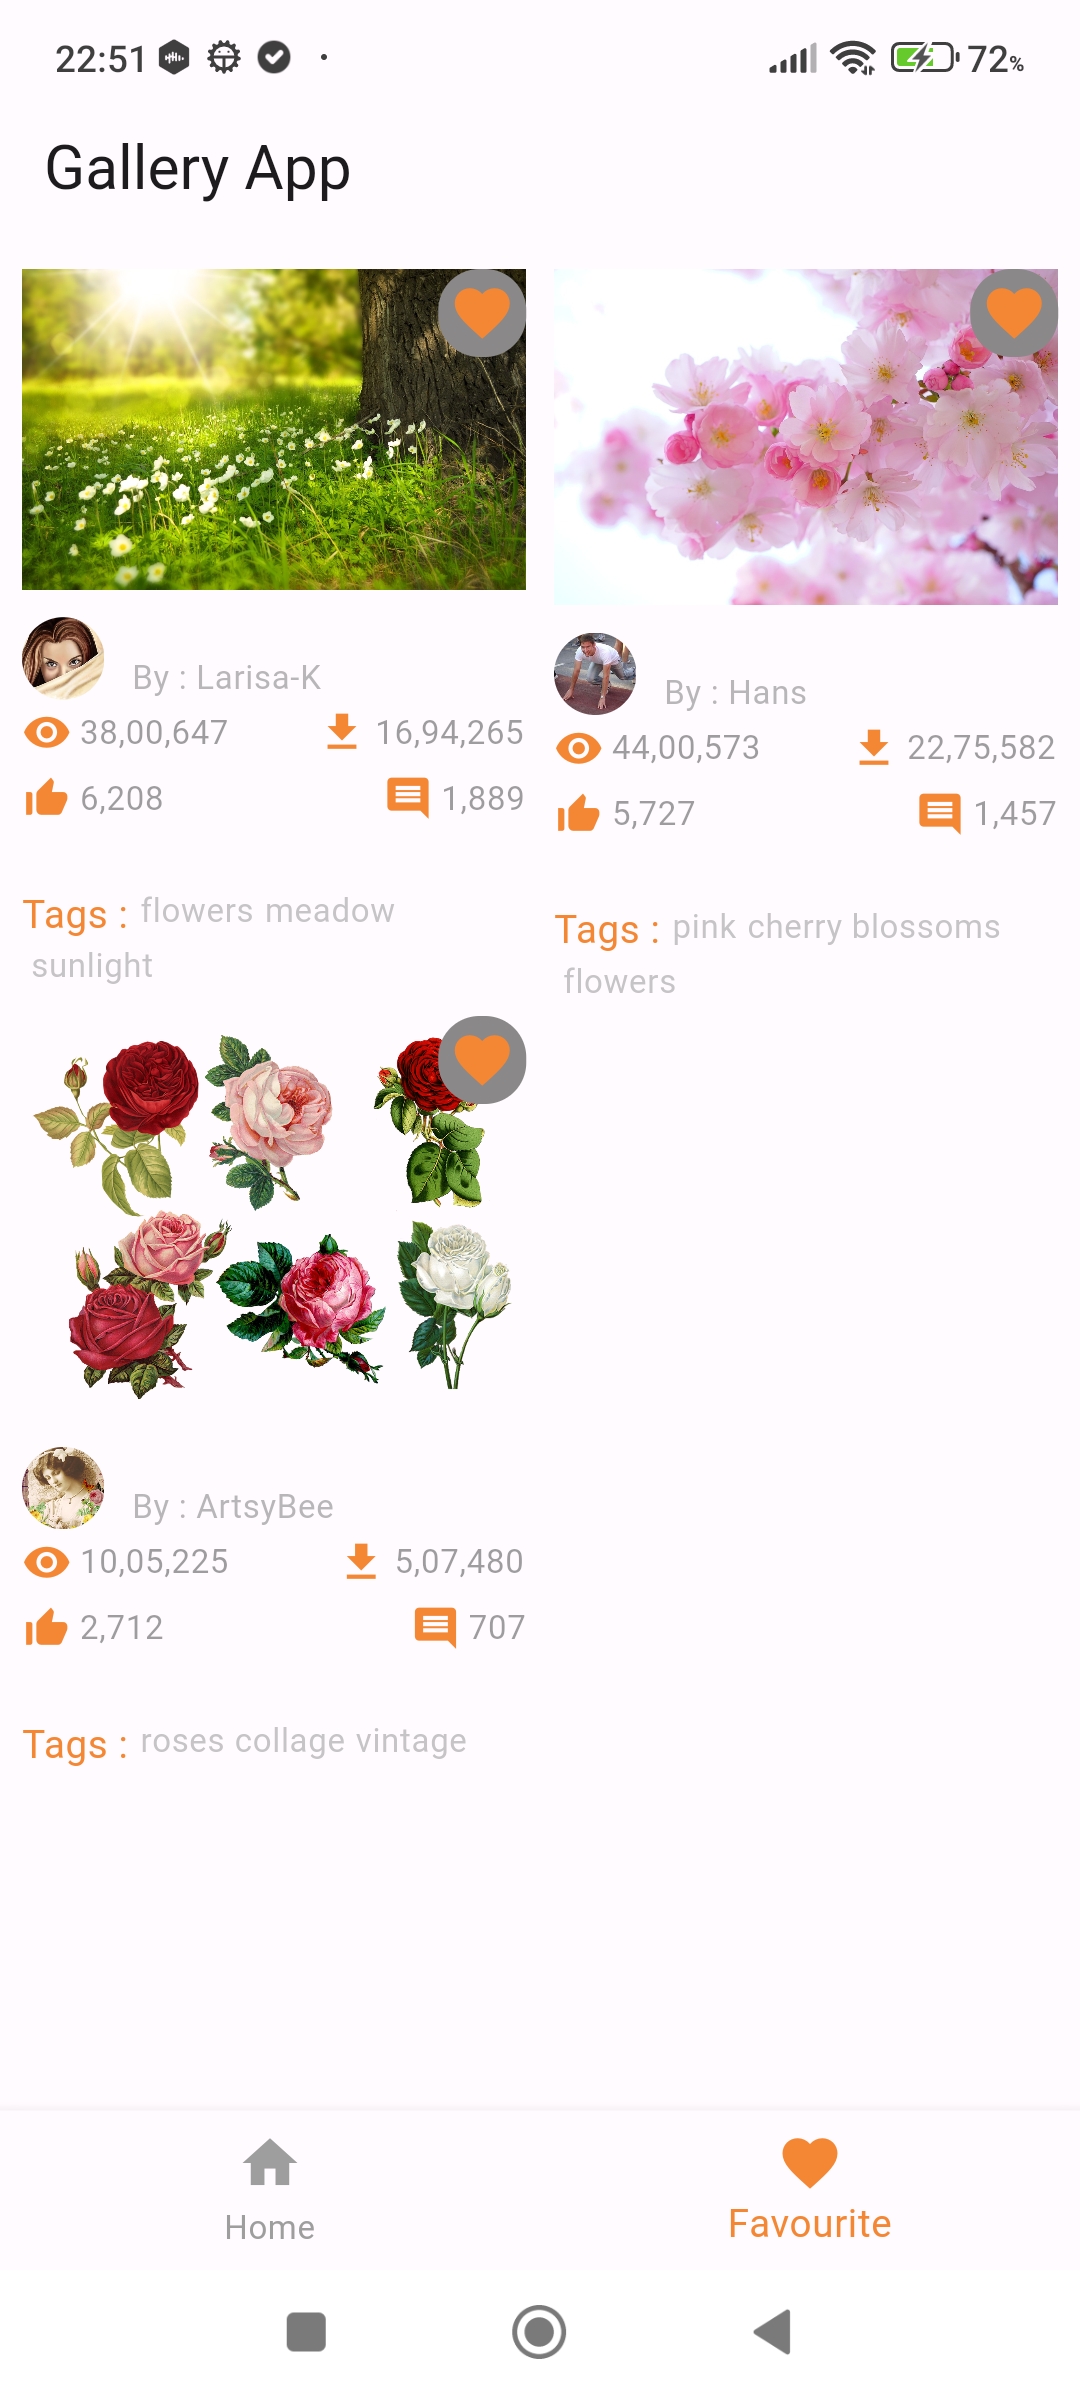 22:51
72%
Gallery App
By : Larisa-K
38,00,647 16,94,265
6,208 1,889
Tags : flowers meadow
sunlight
By : Hans
44,00,573 22,75,582
5,727 1,457
Tags : pink cherry blossoms
flowers
By : ArtsyBee
10,05,225 5,07,480
2,712 707
Tags : roses collage vintage
Home
Favourite